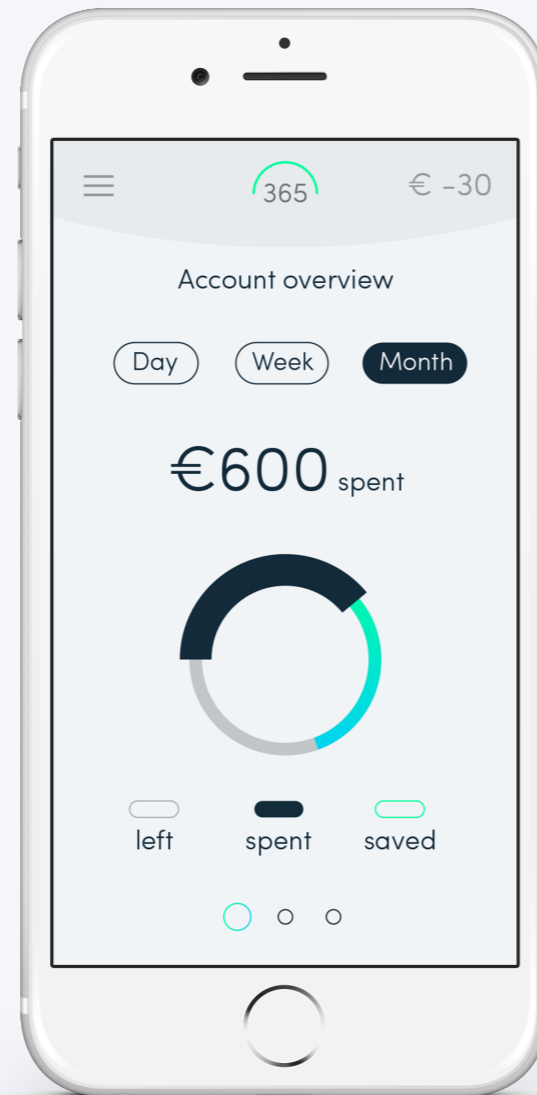 365
€ -30
Account overview
Day Week Month
€600 spent
left spent saved